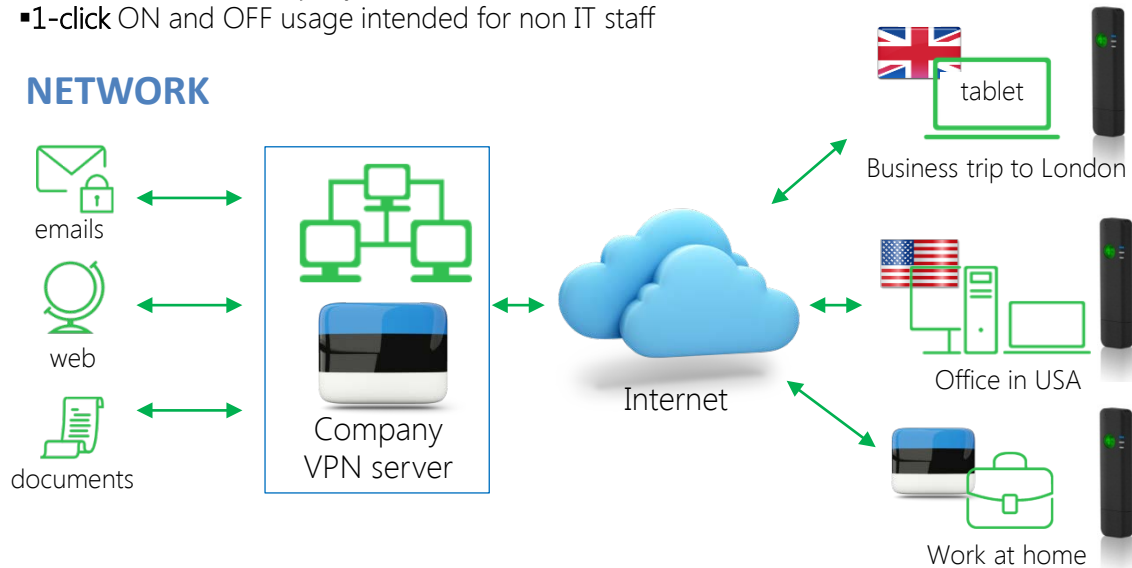 ▪1-click ON and OFF usage intended for non IT staff
NETWORK
emails
web
documents
Company
VPN server
Internet
tablet
Business trip to London
Office in USA
Work at home